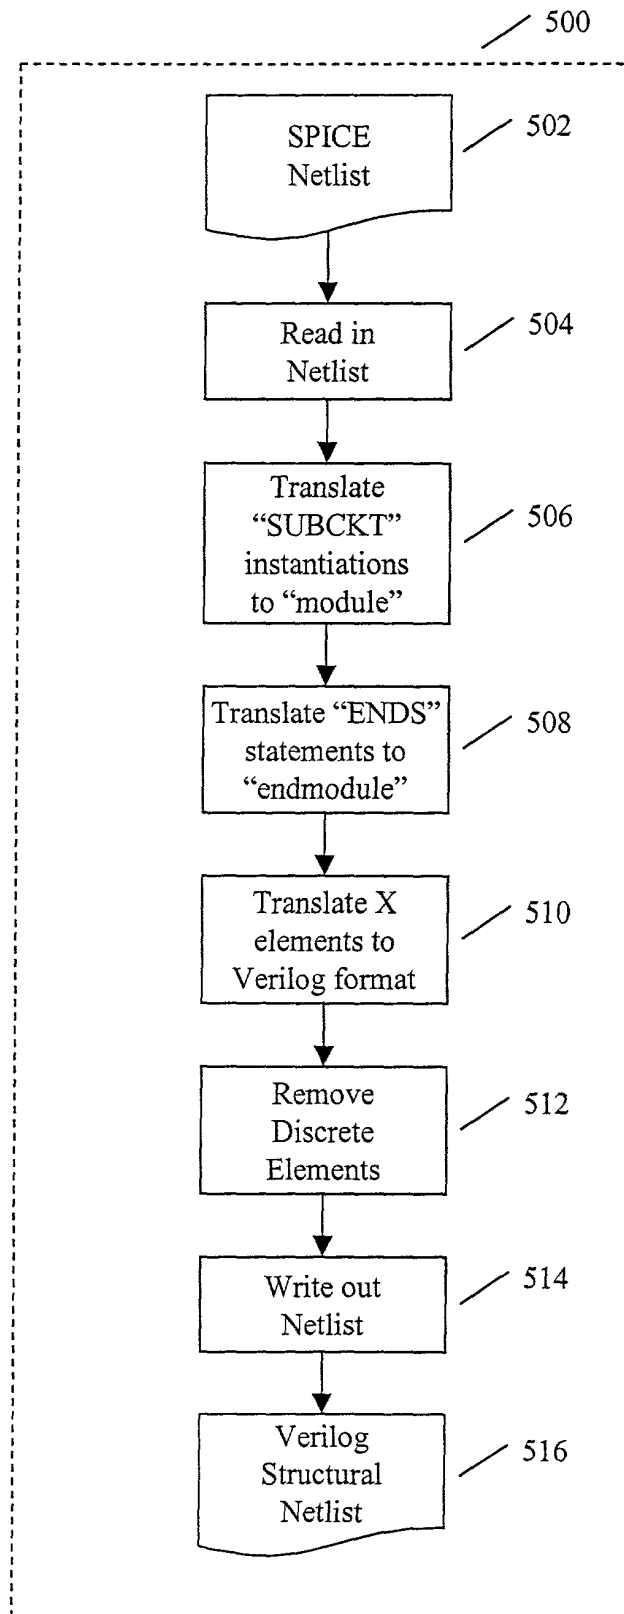 500
SPICE
Netlist
502
Read in
Netlist
504
Translate
“SUBCKT”
instantiations
to “module”
506
Translate “ENDS”
statements to
“endmodule”
508
Translate X
elements to
Verilog format
510
Remove
Discrete
Elements
512
Write out
Netlist
514
Verilog
Structural
Netlist
516